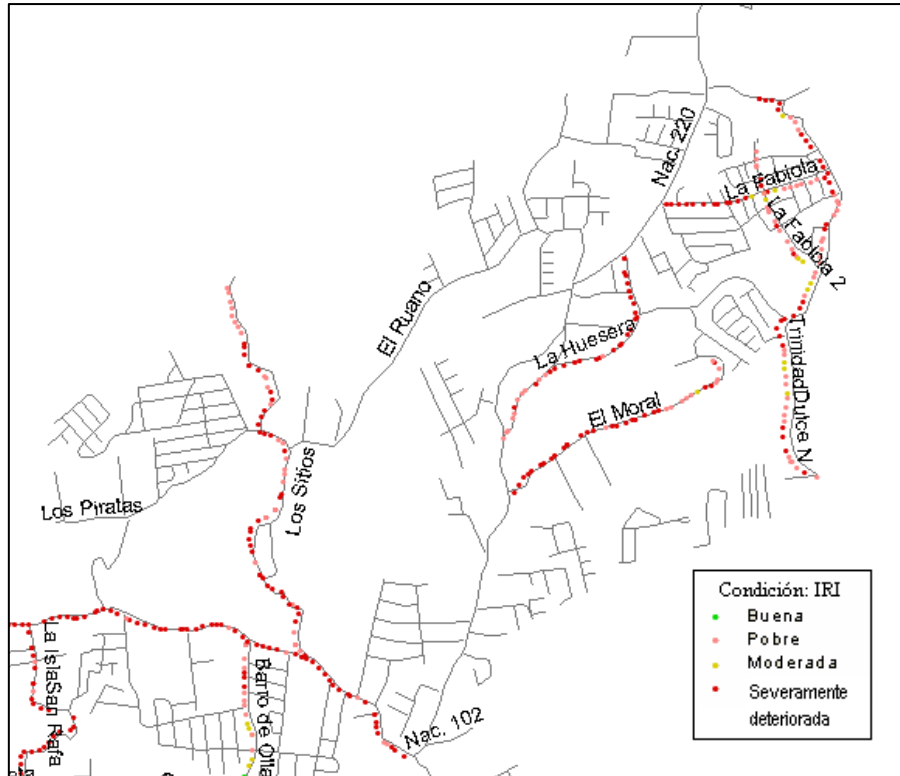 Nac. 220
La Fabiola
La Fabiola 2
El Ruano
La Huesera
TrinidadDulce N
El Moral
Los Sitios
Los Piratas
La IslaSan Rafa
Barro de Olla
Nac. 102
Condición: IRI
Buena
Pobre
Moderada
Severamente
deteriorada